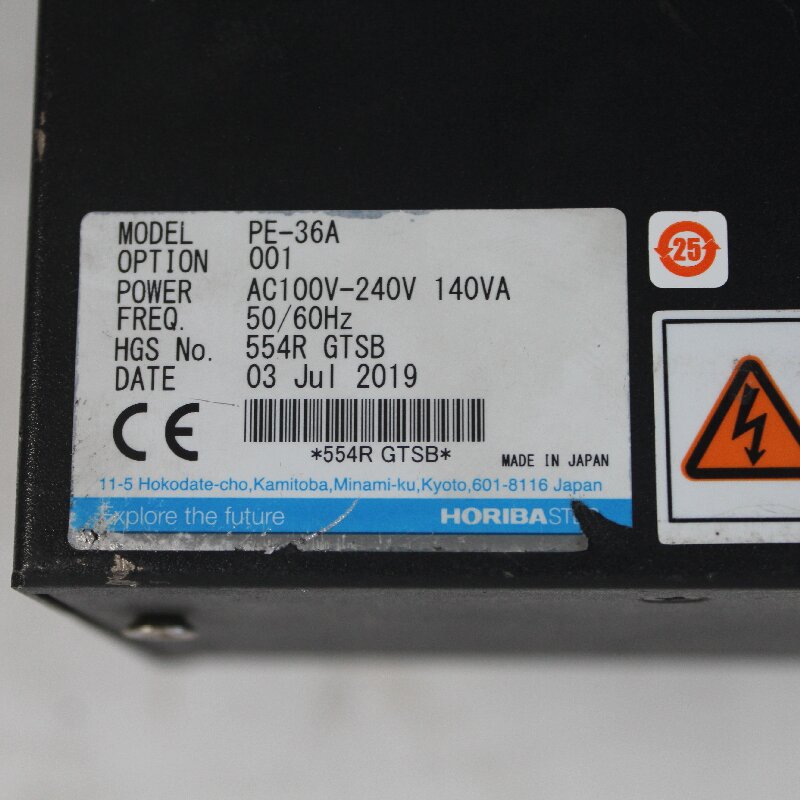 MODEL PE-36A
OPTION 001
POWER AC100V-240V 140VA
FREQ. 50/60Hz
HGS No. 554R GTSB
DATE 03 Jul 2019
CE
*554R GTSB*
MADE IN JAPAN
11-5 Hokodate-cho,Kamitoba,Minami-ku,Kyoto,601-8116 Japan
Explore the future
HORIBASTEC
25